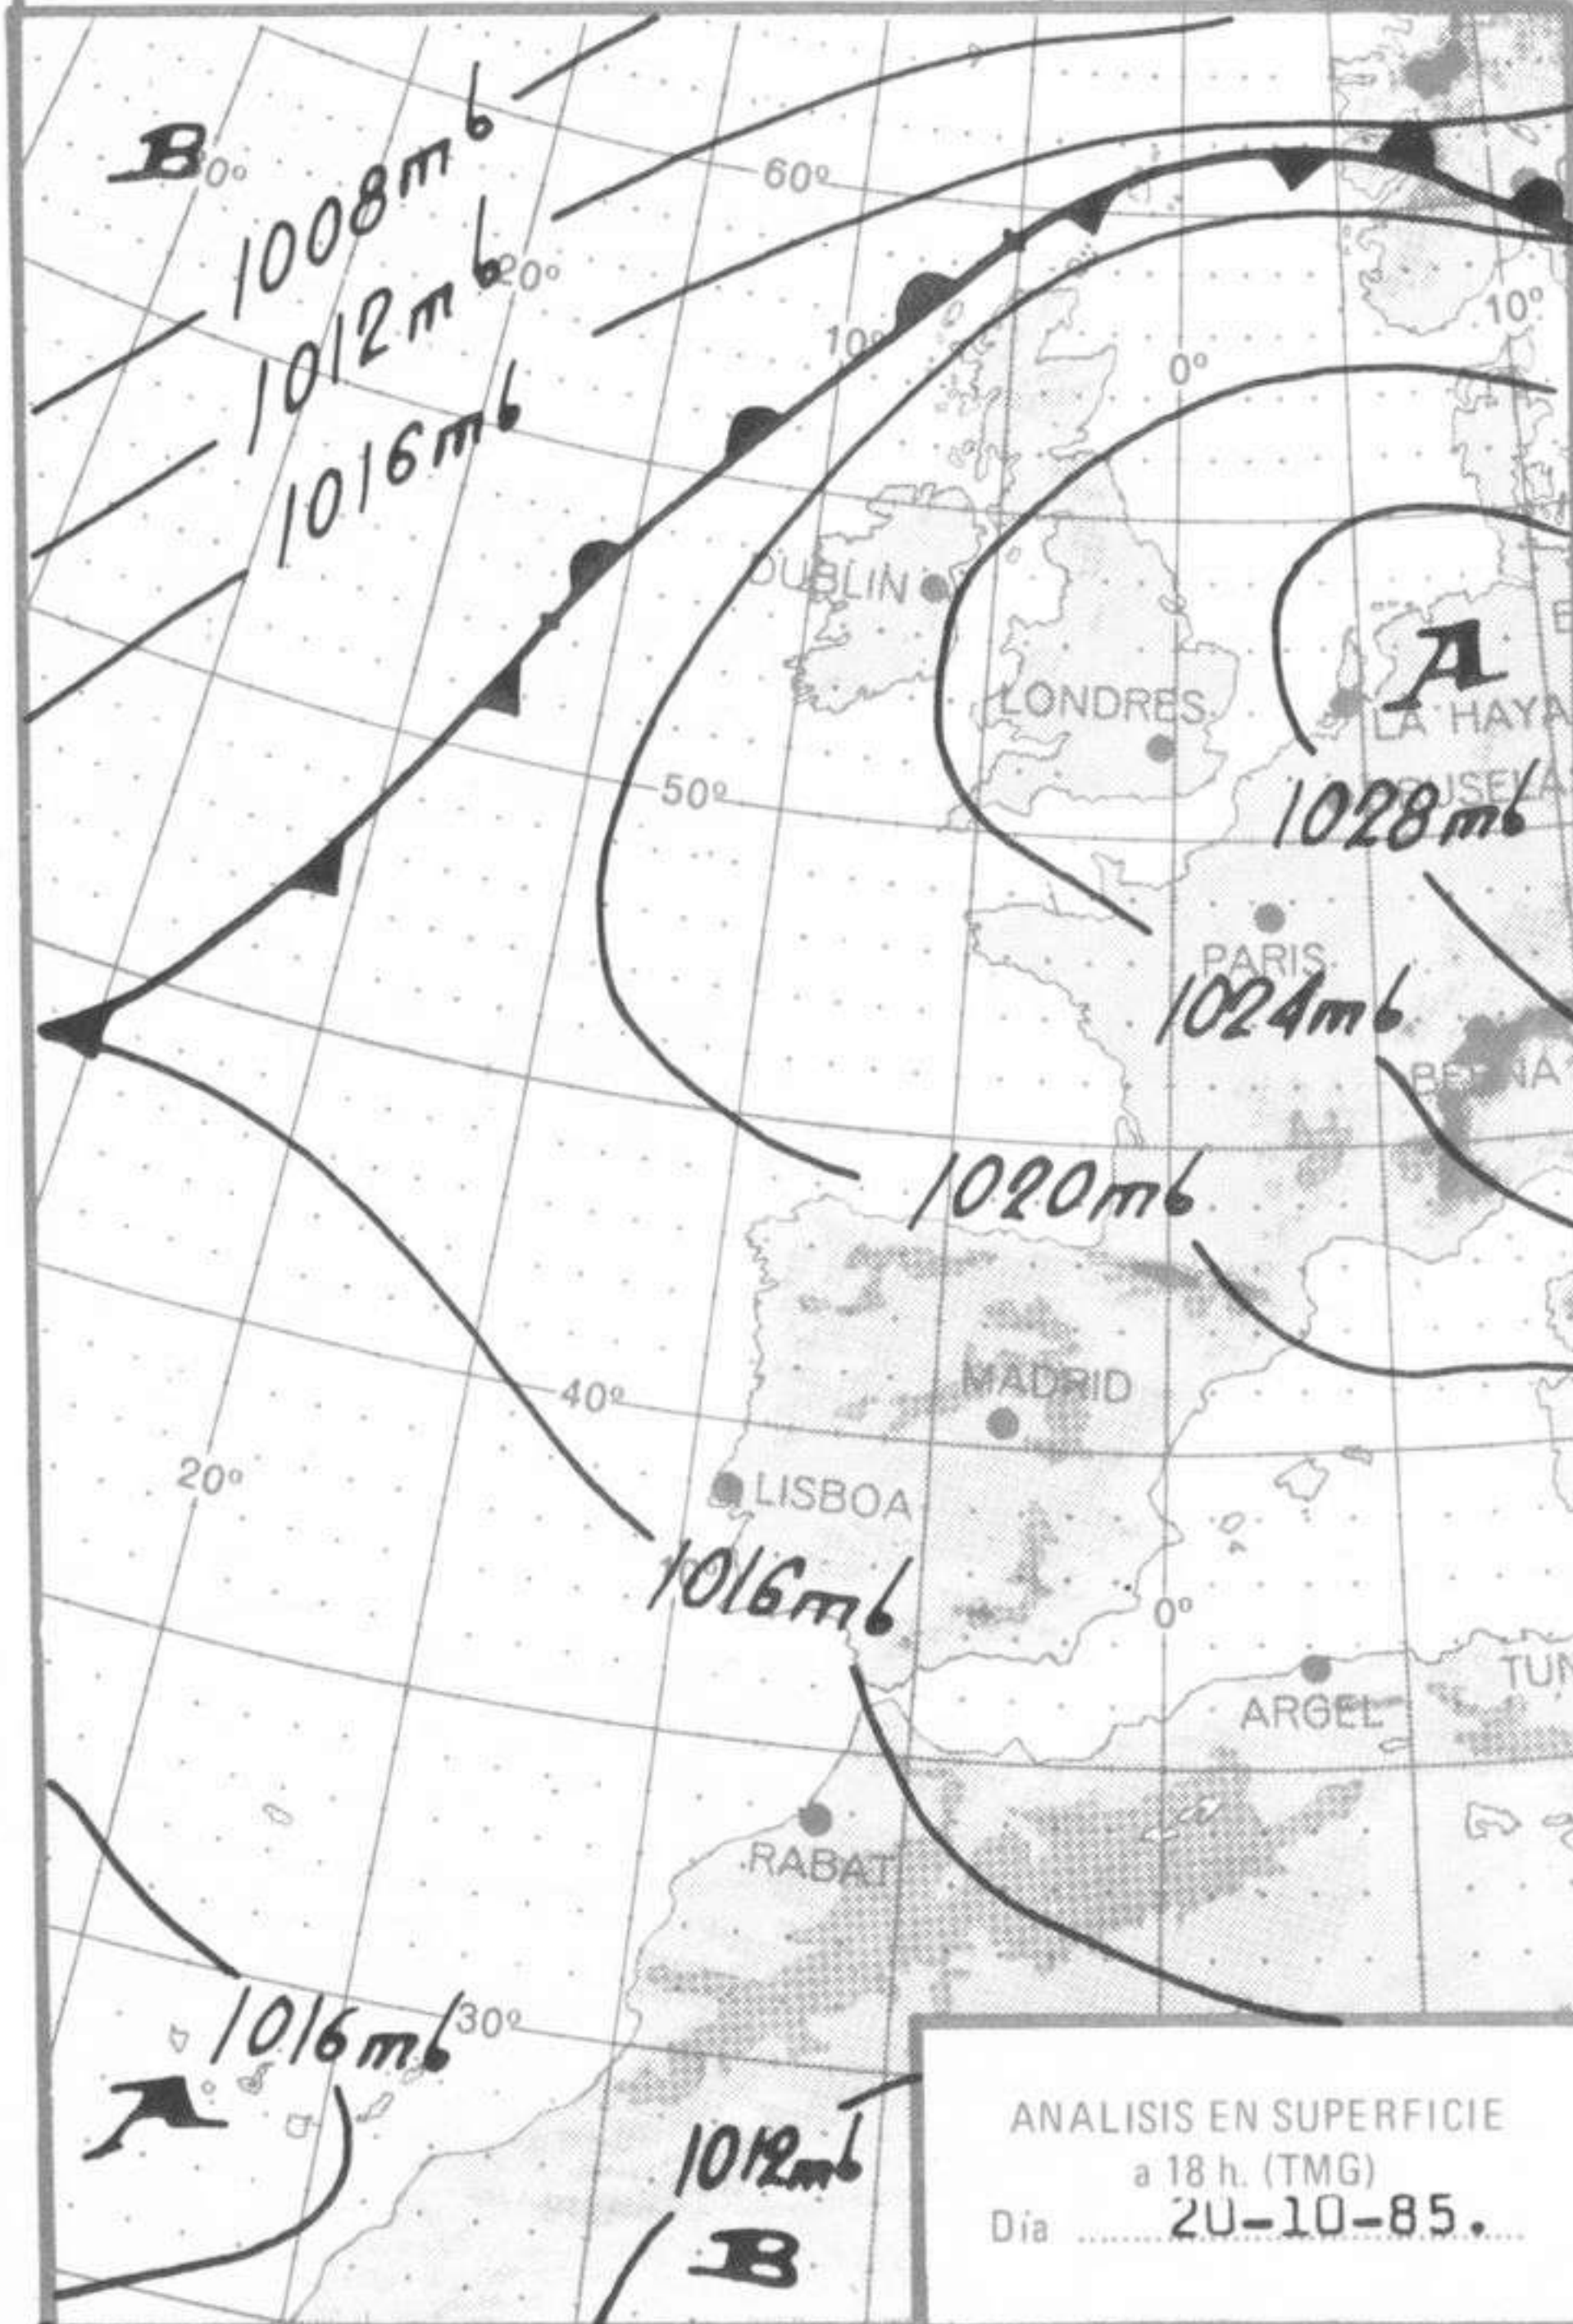 B
0º
1008mb
60º
1012mb
20º
10º
10º
0º
1016mb
DUBLIN
A
LONDRES
LA HAYA
50º
1028mb
PARIS
1024mb
1020mb
MADRID
40º
20º
LISBOA
1016mb
0º
ARGEL
RABAT
1016mb
30º
A
1012mb
B
ANALISIS EN SUPERFICIE
a 18 h. (TMG)
Día 20-10-85.